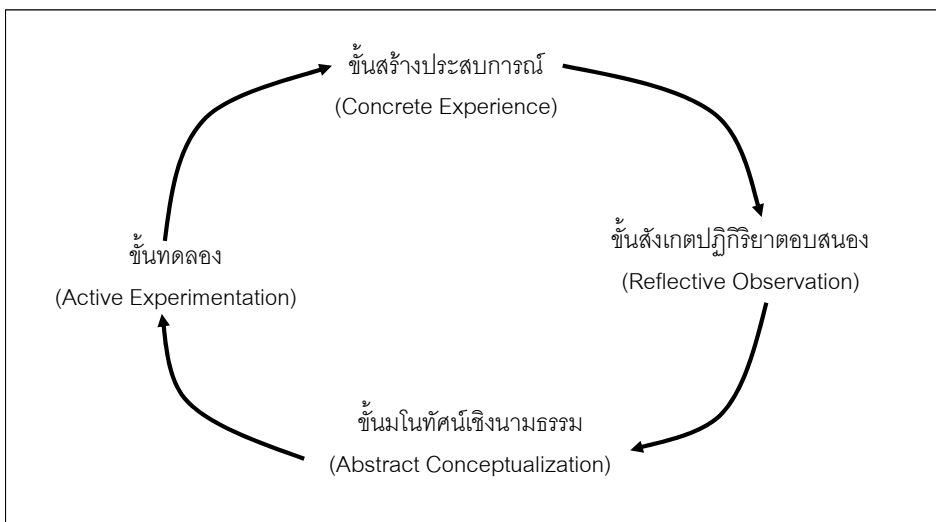 ขั้นสร้างประสบการณ์
(Concrete Experience)
ขั้นสังเกตปฏิกิริยาตอบสนอง
(Reflective Observation)
ขั้นมโนทัศน์เชิงนามธรรม
(Abstract Conceptualization)
ขั้นทดลอง
(Active Experimentation)